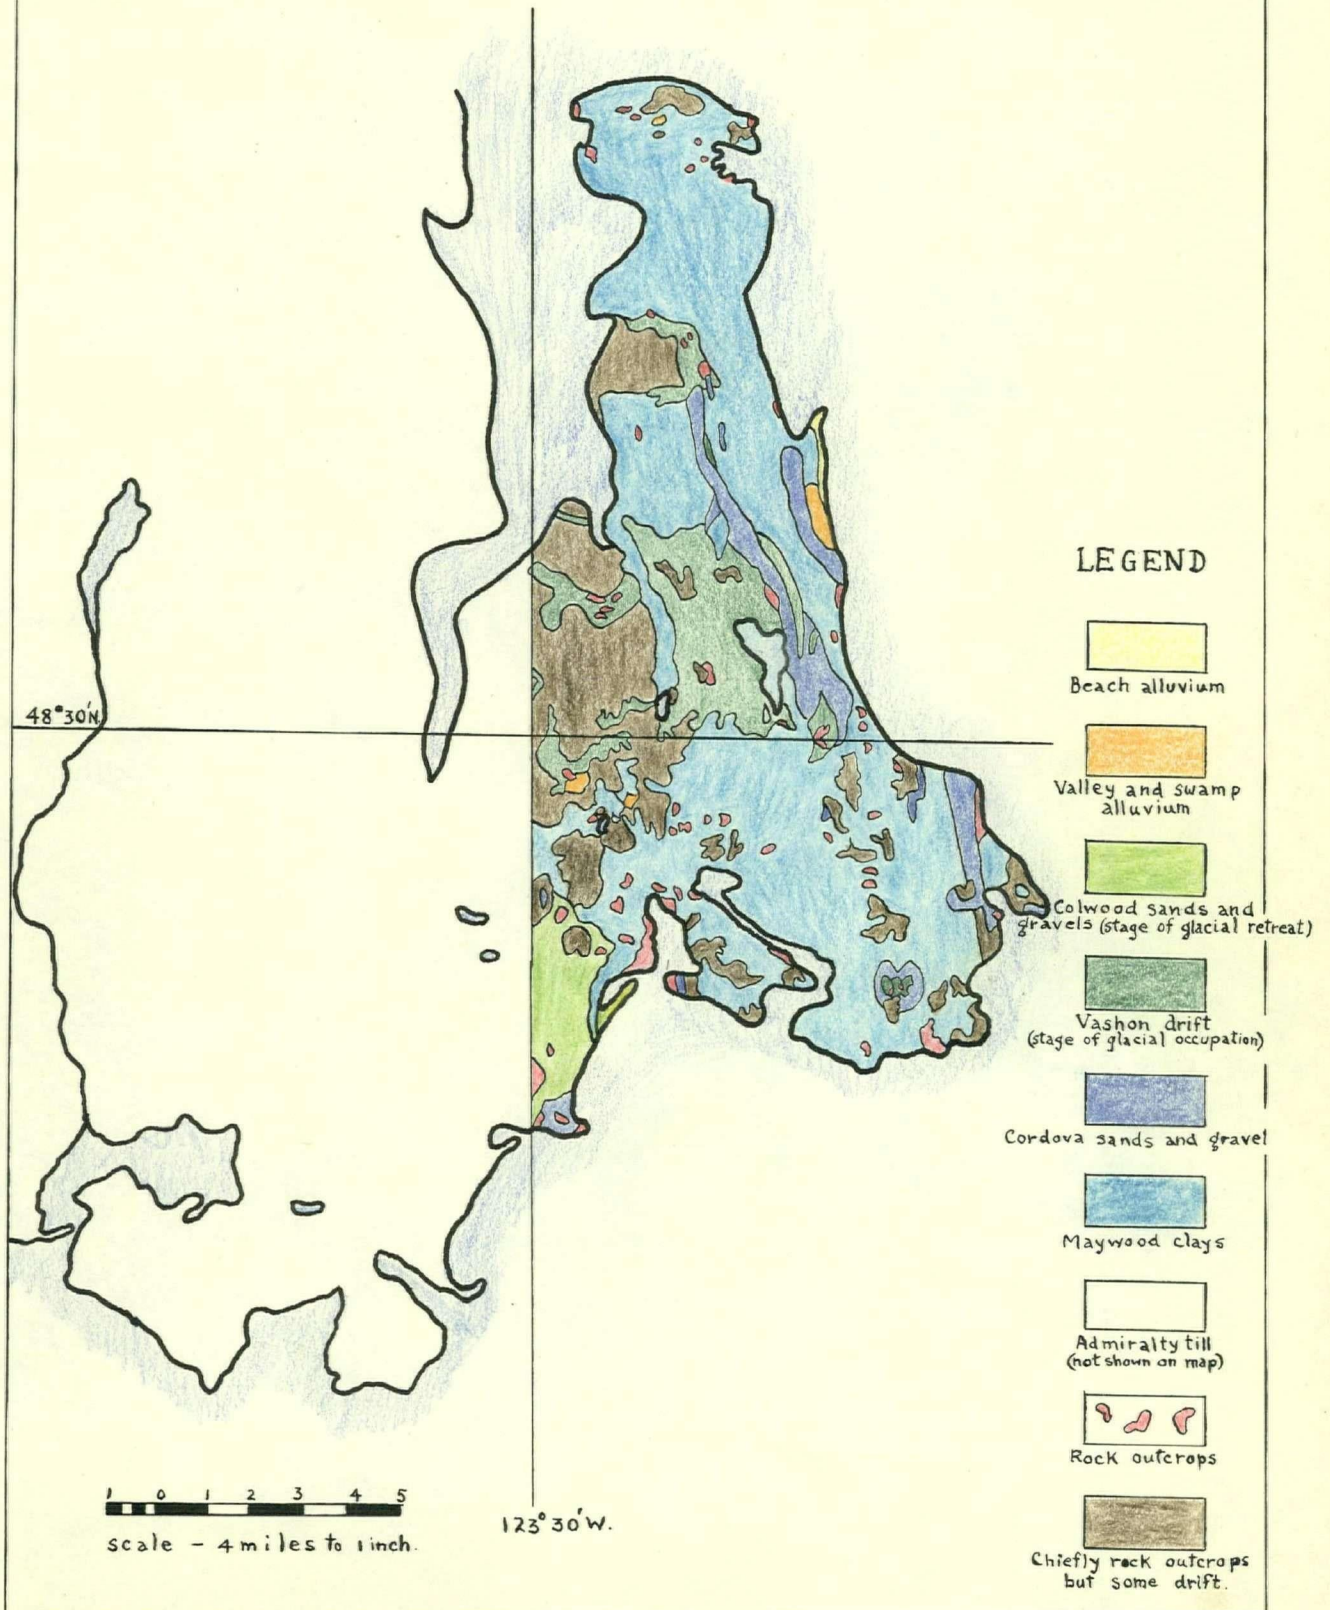 LEGEND
Beach alluvium
48°30'N.
Valley and swamp
alluvium
Colwood sands and
gravels (stage of glacial retreat)
Vashon drift
(stage of glacial occupation)
Cordova sands and gravel
Maywood clays
Admiralty till
(not shown on map)
Rock outcrops
1 0 1 2 3 4 5
scale - 4 miles to 1 inch.
123°30'W.
Chiefly rock outcrops
but some drift.